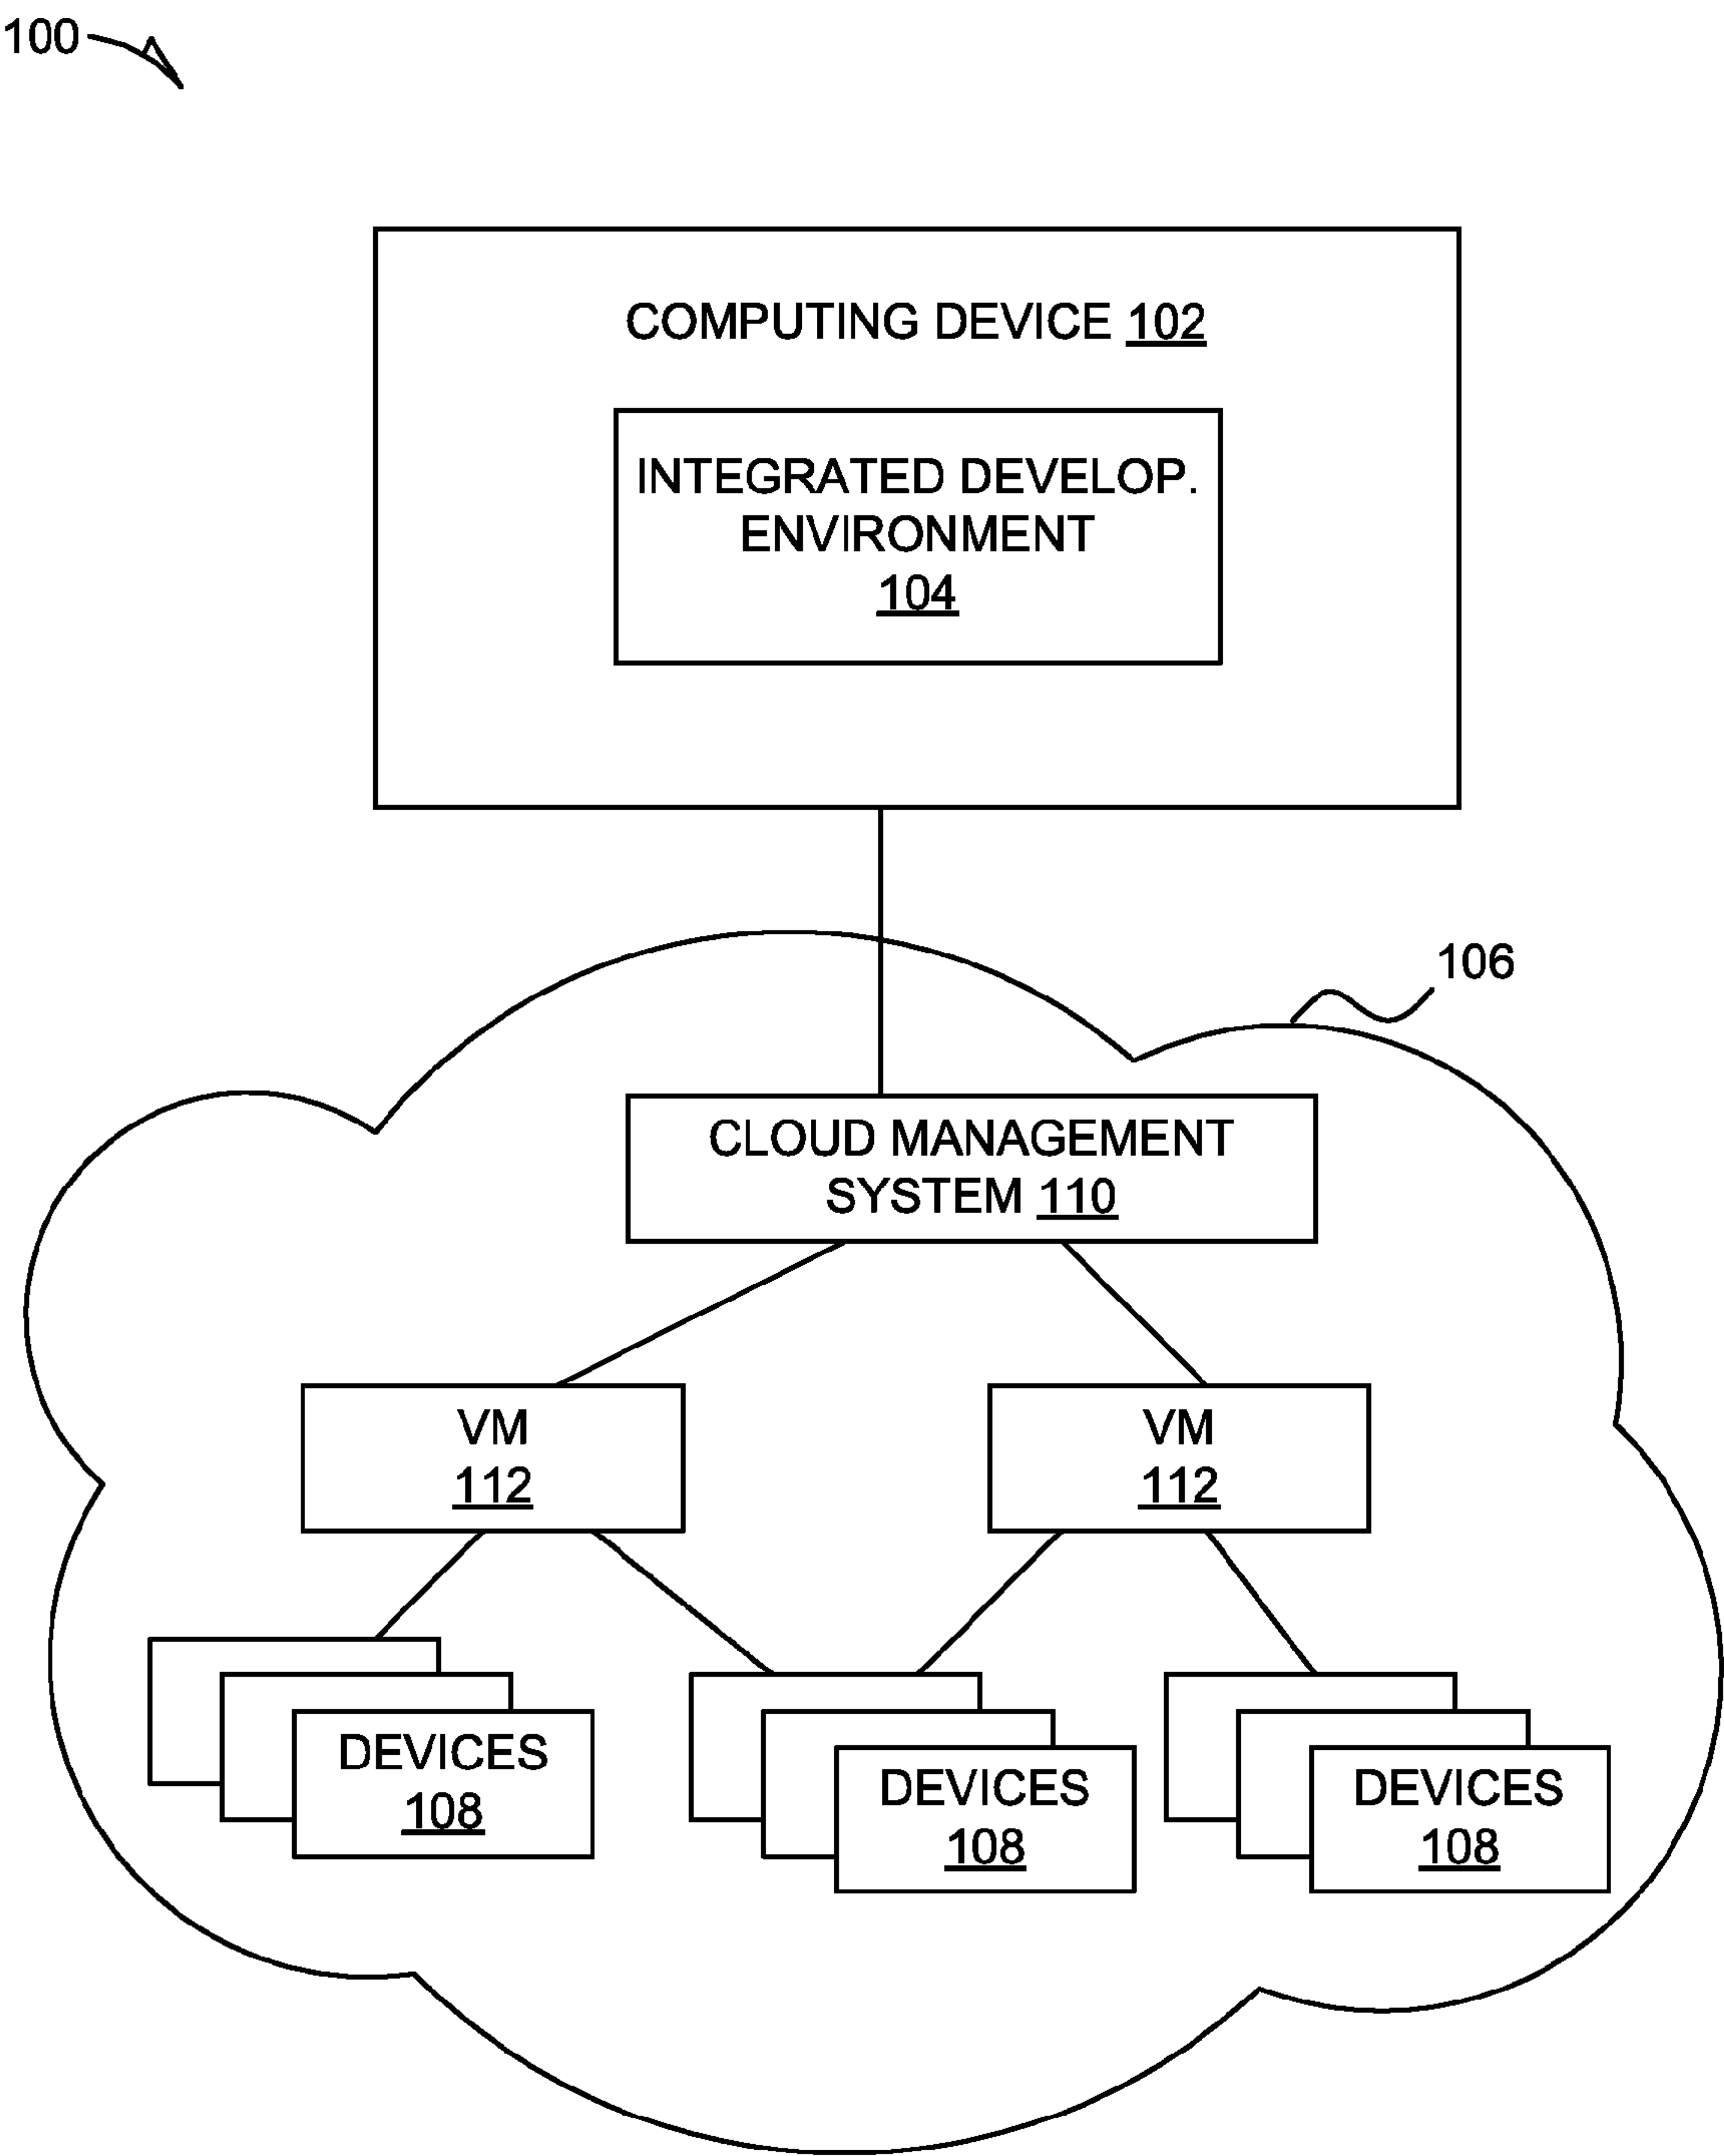 100
COMPUTING DEVICE 102
INTEGRATED DEVELOP.
ENVIRONMENT
104
106
CLOUD MANAGEMENT
SYSTEM 110
VM
112
VM
112
DEVICES
108
DEVICES
108
DEVICES
108